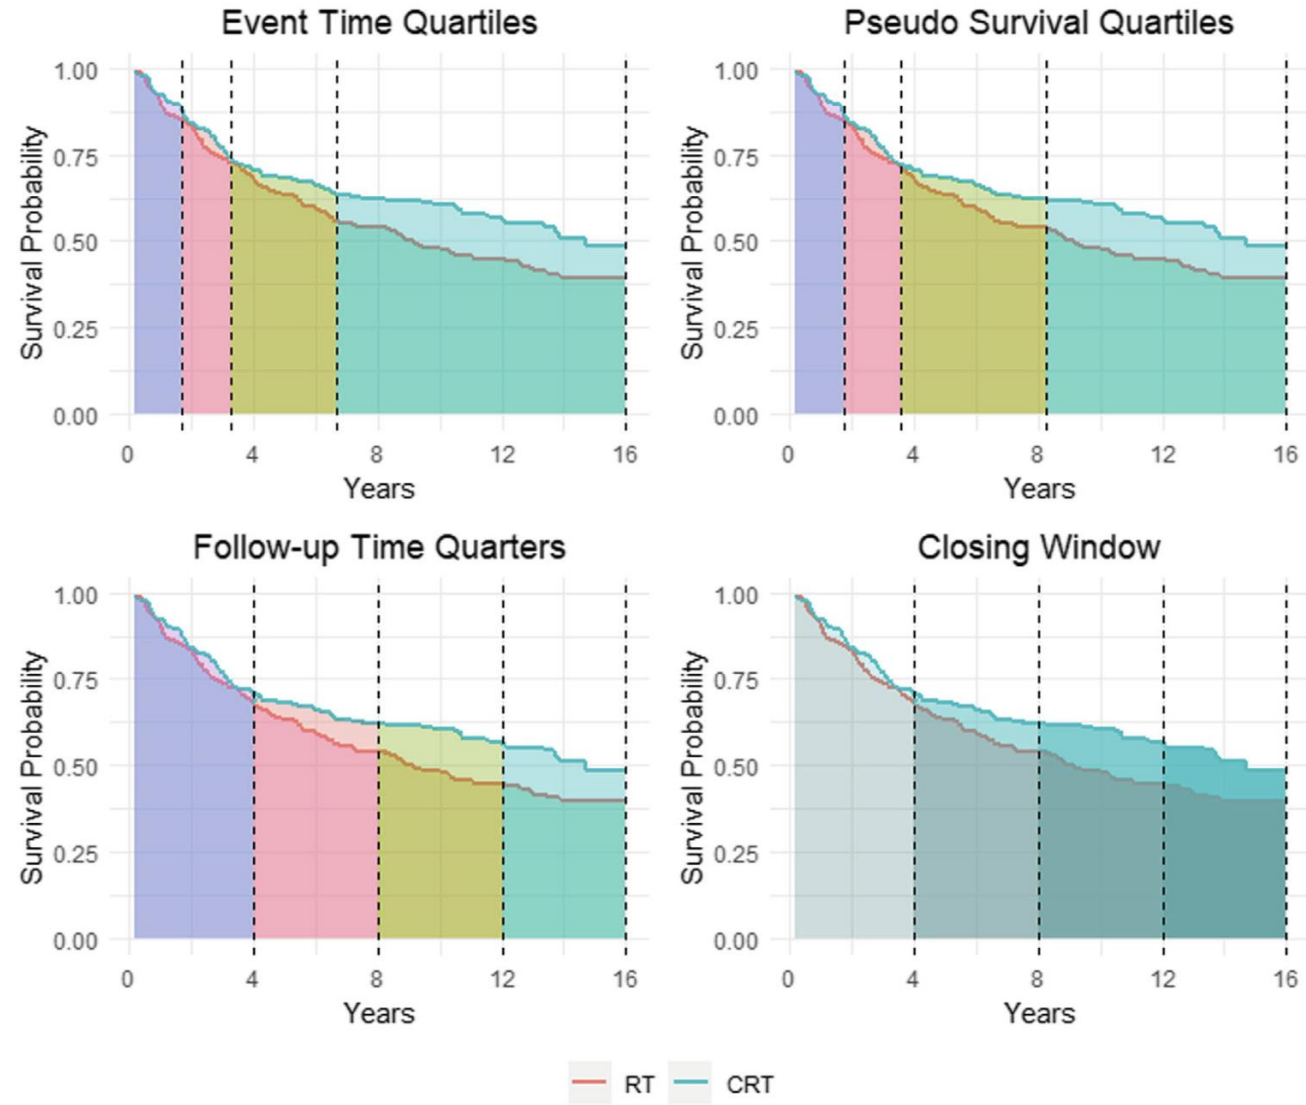 Event Time Quartiles
Survival Probability
1.00
0.75
0.50
0.25
0.00
0 4 8 12 16
Years
Pseudo Survival Quartiles
Survival Probability
1.00
0.75
0.50
0.25
0.00
0 4 8 12 16
Years
Follow-up Time Quarters
Survival Probability
1.00
0.75
0.50
0.25
0.00
0 4 8 12 16
Years
Closing Window
Survival Probability
1.00
0.75
0.50
0.25
0.00
0 4 8 12 16
Years
RT CRT